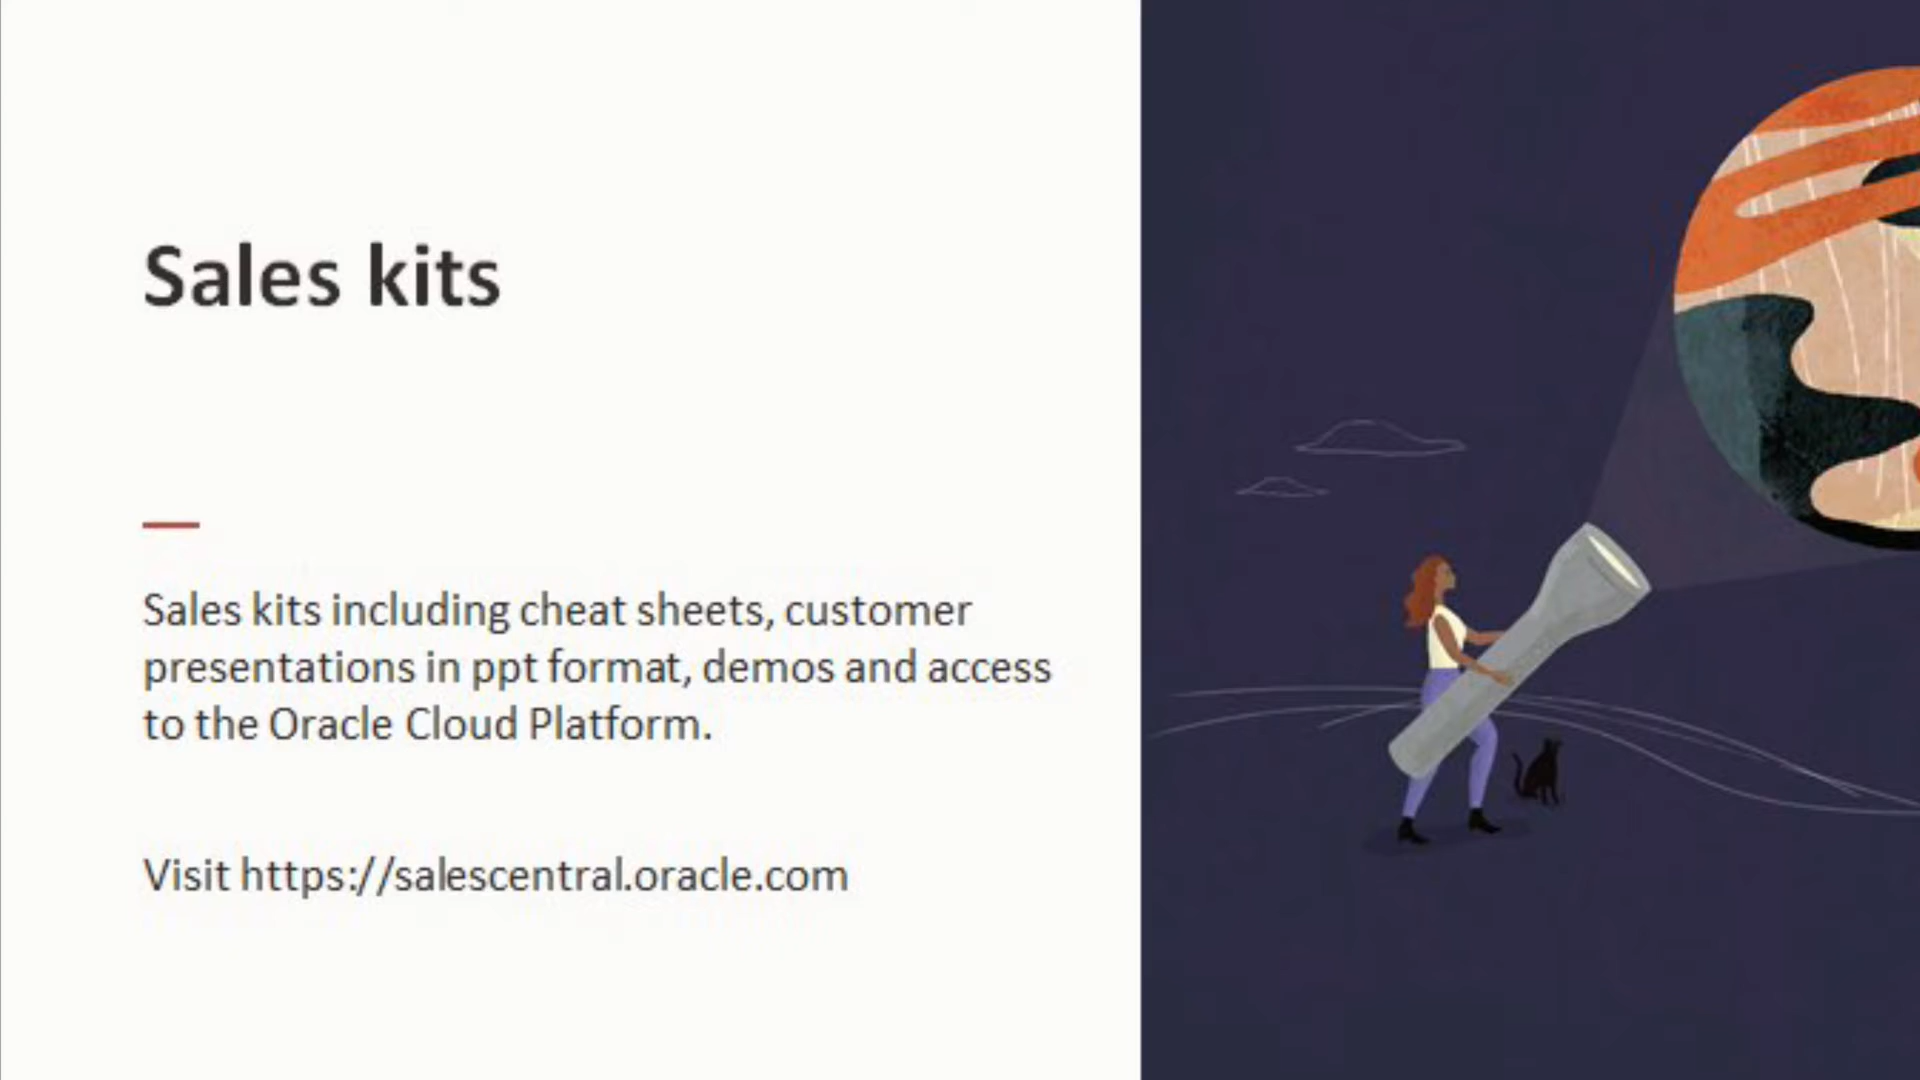 Sales kits
Sales kits including cheat sheets, customer
presentations in ppt format, demos and access
to the Oracle Cloud Platform.
Visit https://salescentral.oracle.com